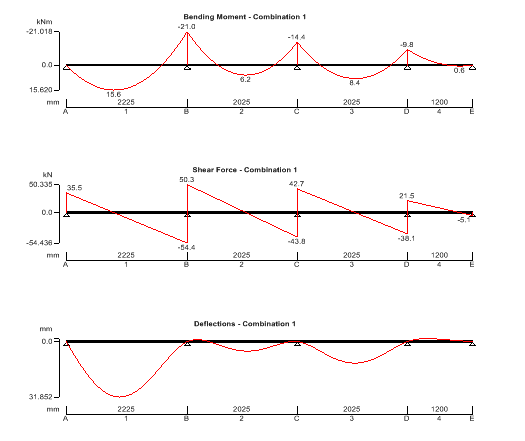 Bending Moment - Combination 1
kNm
-21.018
-21.0
-14.4
-9.8
0.0
6.2
8.4
0.6
15.620
15.6
mm 2225 2025 2025 1200
A 1 B 2 C 3 D 4 E
Shear Force - Combination 1
kN
50.335
35.5
50.3
42.7
21.5
0.0
-5.1
-38.1
-43.8
-54.436
-54.4
mm 2225 2025 2025 1200
A 1 B 2 C 3 D 4 E
Deflections - Combination 1
mm
0.0
31.852
mm 2225 2025 2025 1200
A 1 B 2 C 3 D 4 E